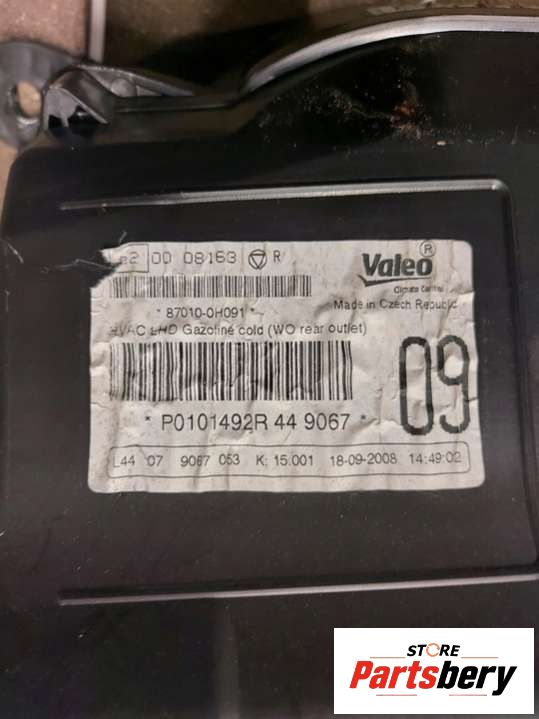 e2 00 08163 R
Valeo ®
Climate Control
* 87010-0H091 *
Made in Czech Republic
HVAC LHD Gazoline cold (WO rear outlet)
09
* P0101492R 44 9067 *
L44 07 9067 053 K: 15.001 18-09-2008 14:49:02
STORE
Partsbery